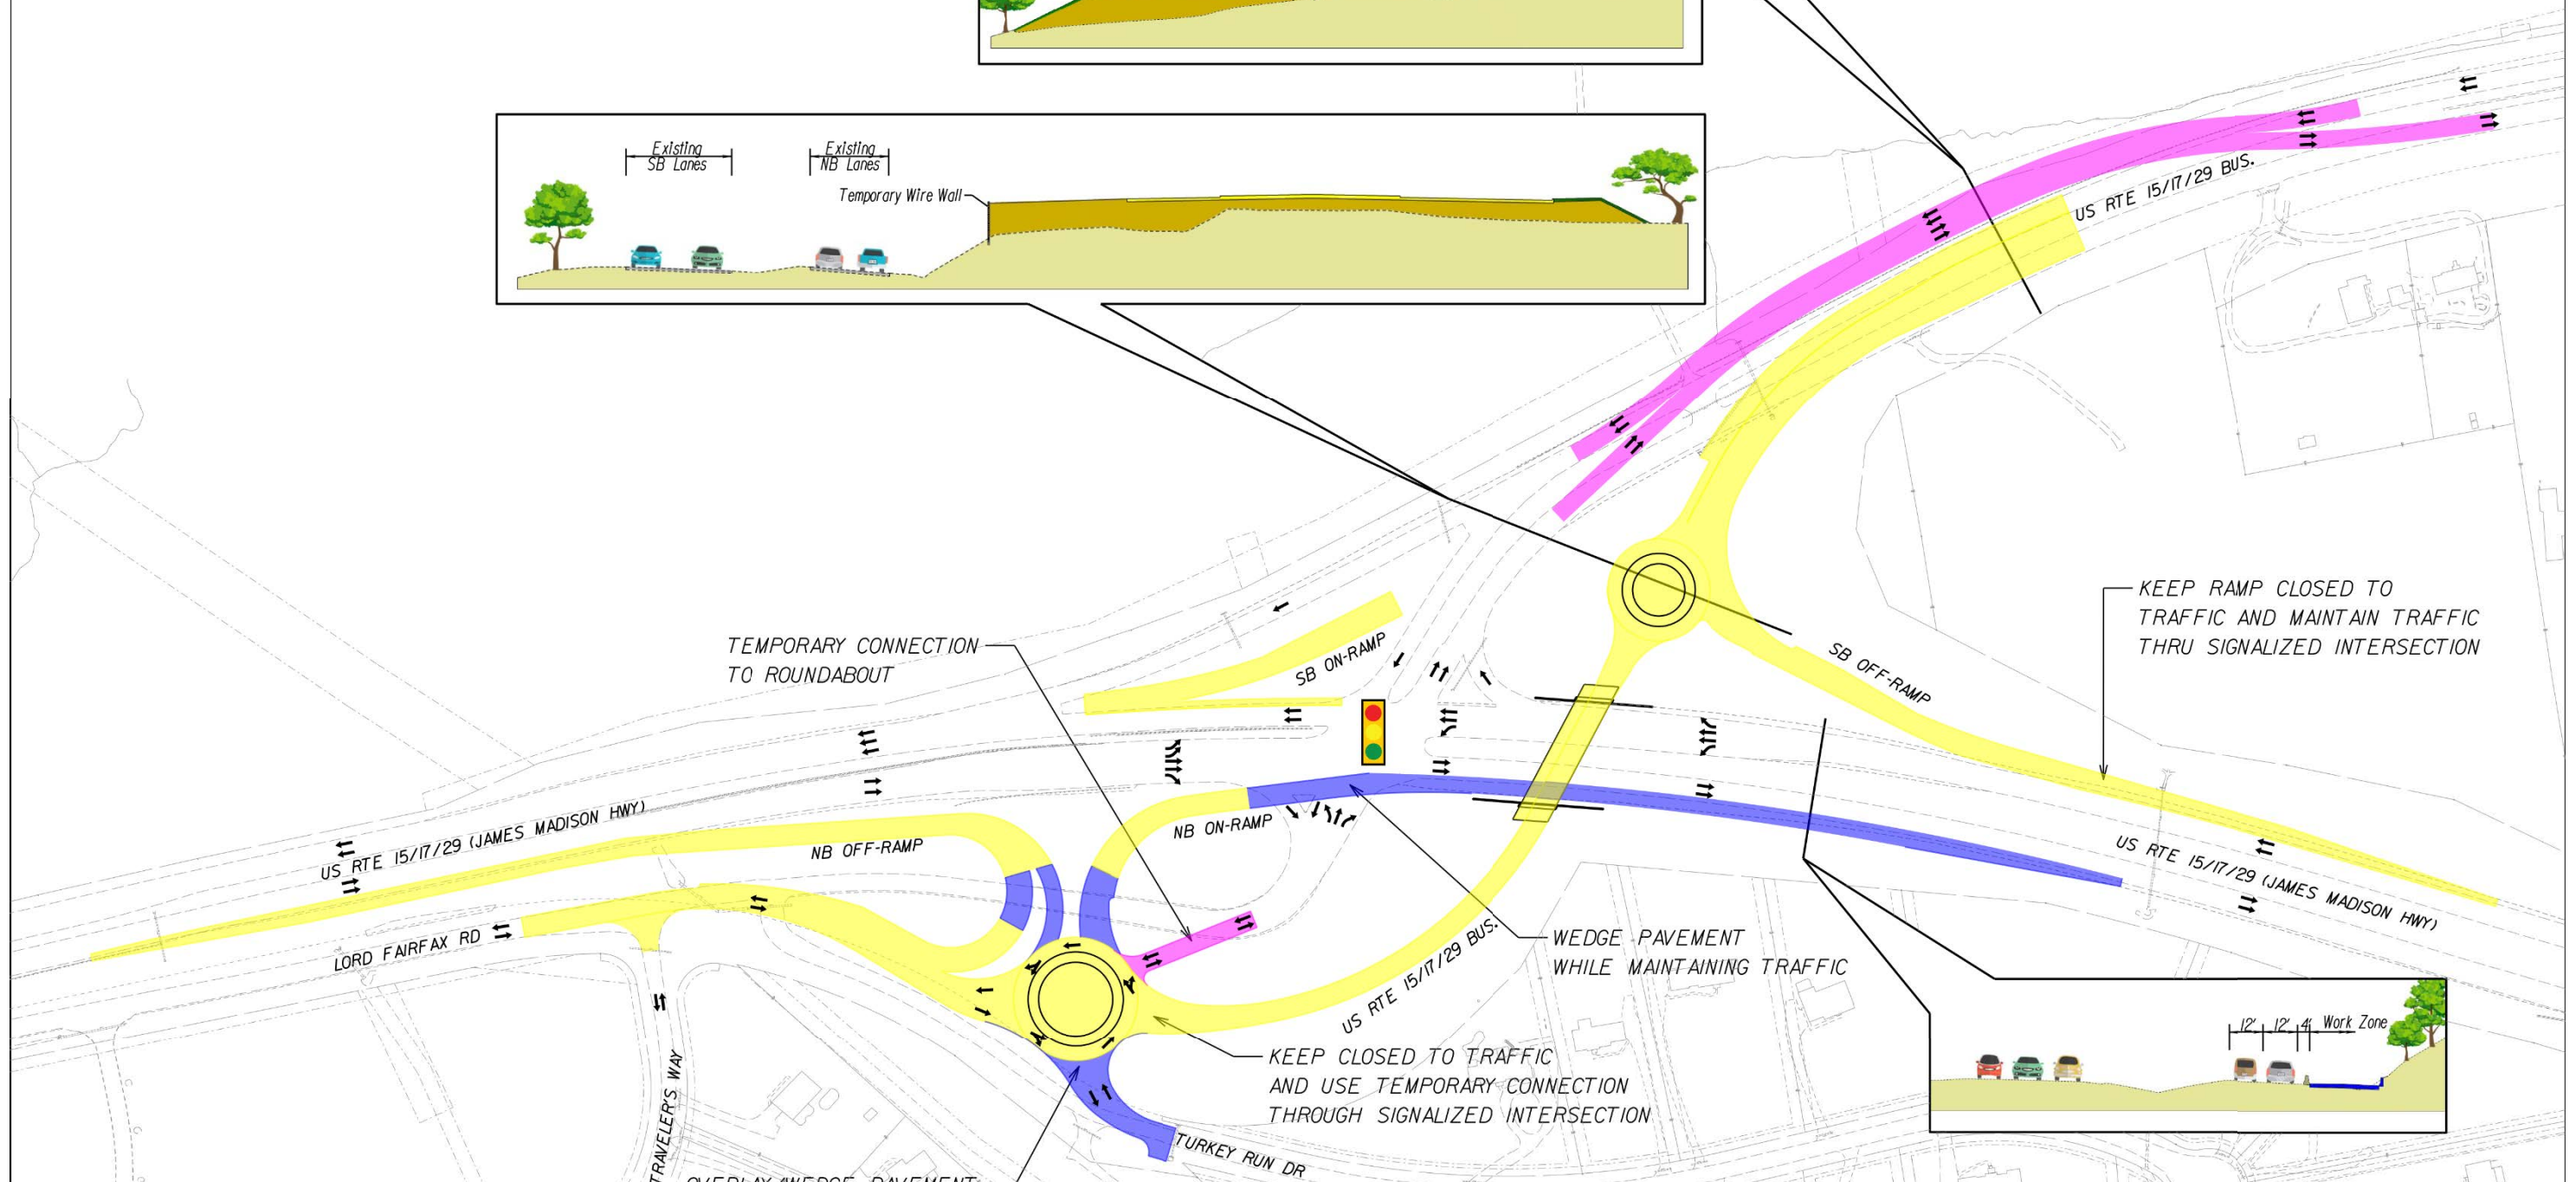 Existing
SB Lanes
Existing
NB Lanes
Temporary Wire Wall
US RTE 15/17/29 BUS.
KEEP RAMP CLOSED TO
TRAFFIC AND MAINTAIN TRAFFIC
THRU SIGNALIZED INTERSECTION
TEMPORARY CONNECTION
TO ROUNDABOUT
SB ON-RAMP
SB OFF-RAMP
US RTE 15/17/29 (JAMES MADISON HWY)
NB OFF-RAMP
NB ON-RAMP
US RTE 15/17/29 (JAMES MADISON HWY)
LORD FAIRFAX RD
US RTE 15/17/29 BUS.
WEDGE PAVEMENT
WHILE MAINTAINING TRAFFIC
12' 12' 4' Work Zone
KEEP CLOSED TO TRAFFIC
AND USE TEMPORARY CONNECTION
THROUGH SIGNALIZED INTERSECTION
TRAVELER'S WAY
TURKEY RUN DR
OVERLAY/WEDGE PAVEMENT